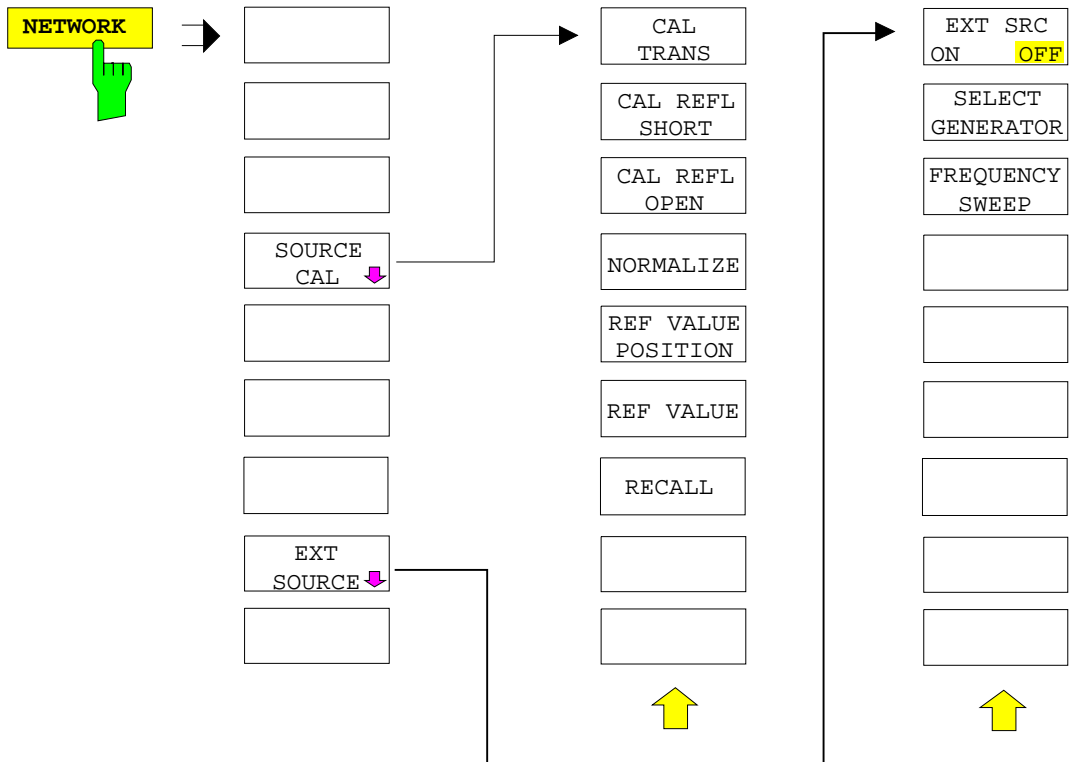 NETWORK
SOURCE
CAL
EXT
SOURCE
CAL
TRANS
CAL REFL
SHORT
CAL REFL
OPEN
NORMALIZE
REF VALUE
POSITION
REF VALUE
RECALL
EXT SRC
ON OFF
SELECT
GENERATOR
FREQUENCY
SWEEP